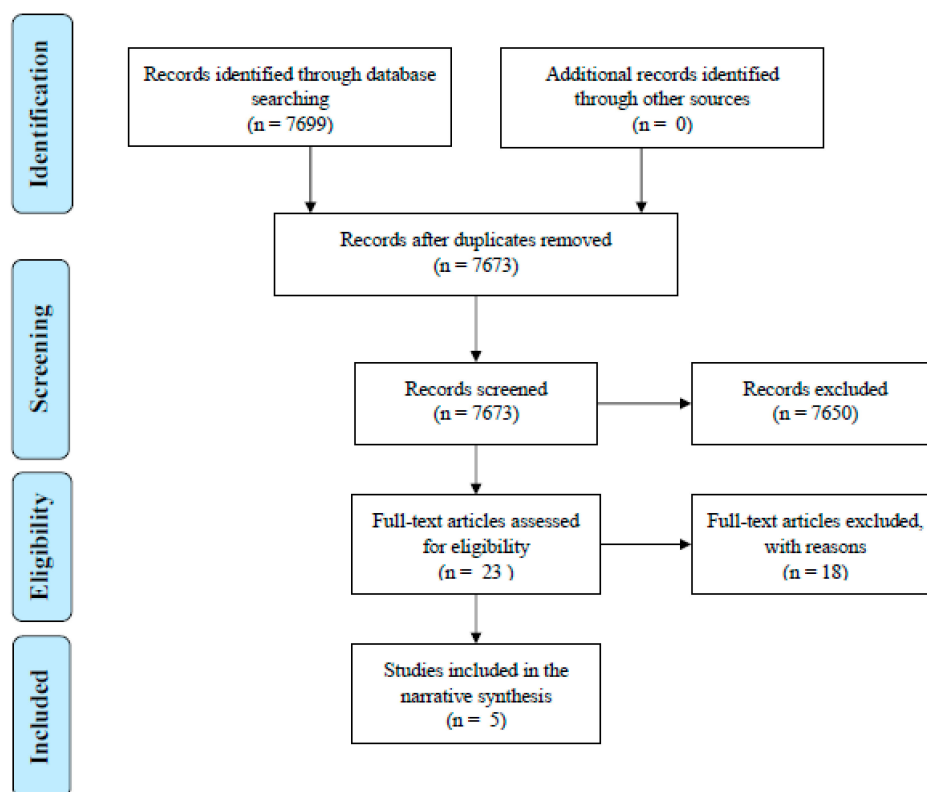 Identification
Records identified through database
searching
(n = 7699)
Additional records identified
through other sources
(n = 0)
Records after duplicates removed
(n = 7673)
Screening
Records screened
(n = 7673)
Records excluded
(n = 7650)
Eligibility
Full-text articles assessed
for eligibility
(n = 23 )
Full-text articles excluded,
with reasons
(n = 18)
Included
Studies included in the
narrative synthesis
(n = 5)